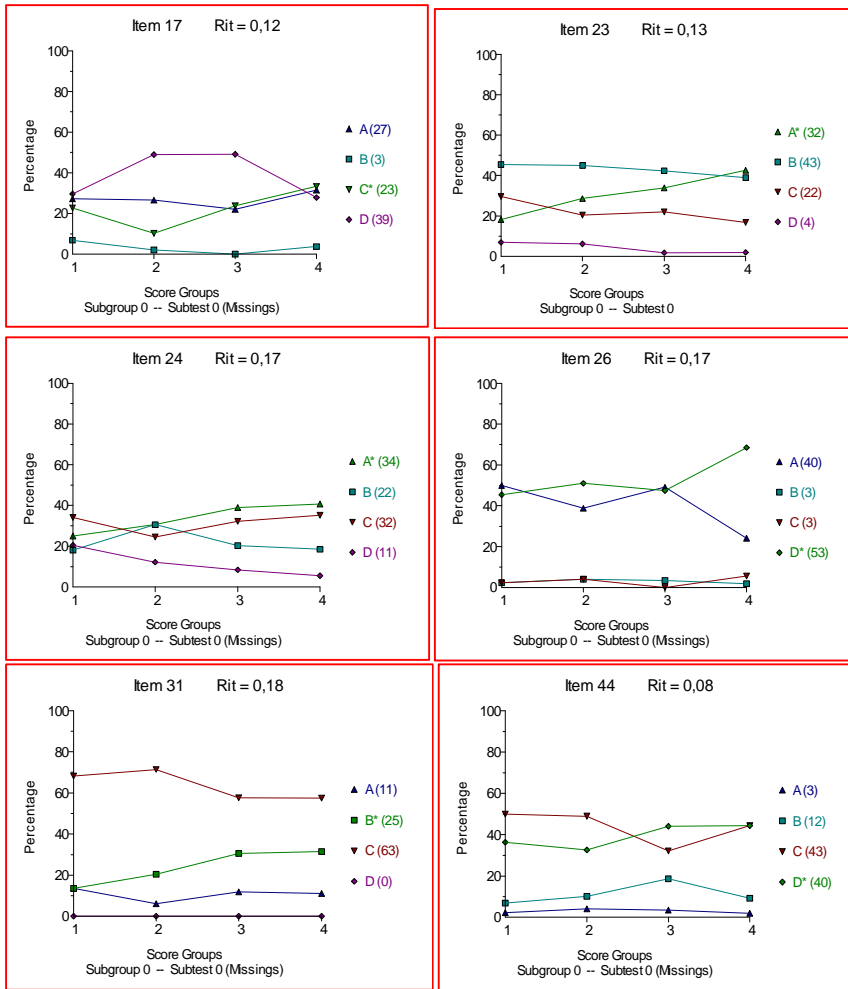 Item 17 Rit = 0,12
100
80
60
40
20
0
Percentage
1 2 3 4
Score Groups
Subgroup 0 -- Subtest 0 (Missings)
A (27)
B (3)
C* (23)
D (39)
Item 23 Rit = 0,13
100
80
60
40
20
0
Percentage
1 2 3 4
Score Groups
Subgroup 0 -- Subtest 0
A* (32)
B (43)
C (22)
D (4)
Item 24 Rit = 0,17
100
80
60
40
20
0
Percentage
1 2 3 4
Score Groups
Subgroup 0 -- Subtest 0 (Missings)
A* (34)
B (22)
C (32)
D (11)
Item 26 Rit = 0,17
100
80
60
40
20
0
Percentage
1 2 3 4
Score Groups
Subgroup 0 -- Subtest 0 (Missings)
A (40)
B (3)
C (3)
D* (53)
Item 31 Rit = 0,18
100
80
60
40
20
0
Percentage
1 2 3 4
Score Groups
Subgroup 0 -- Subtest 0 (Missings)
A (11)
B* (25)
C (63)
D (0)
Item 44 Rit = 0,08
100
80
60
40
20
0
Percentage
1 2 3 4
Score Groups
Subgroup 0 -- Subtest 0 (Missings)
A (3)
B (12)
C (43)
D* (40)